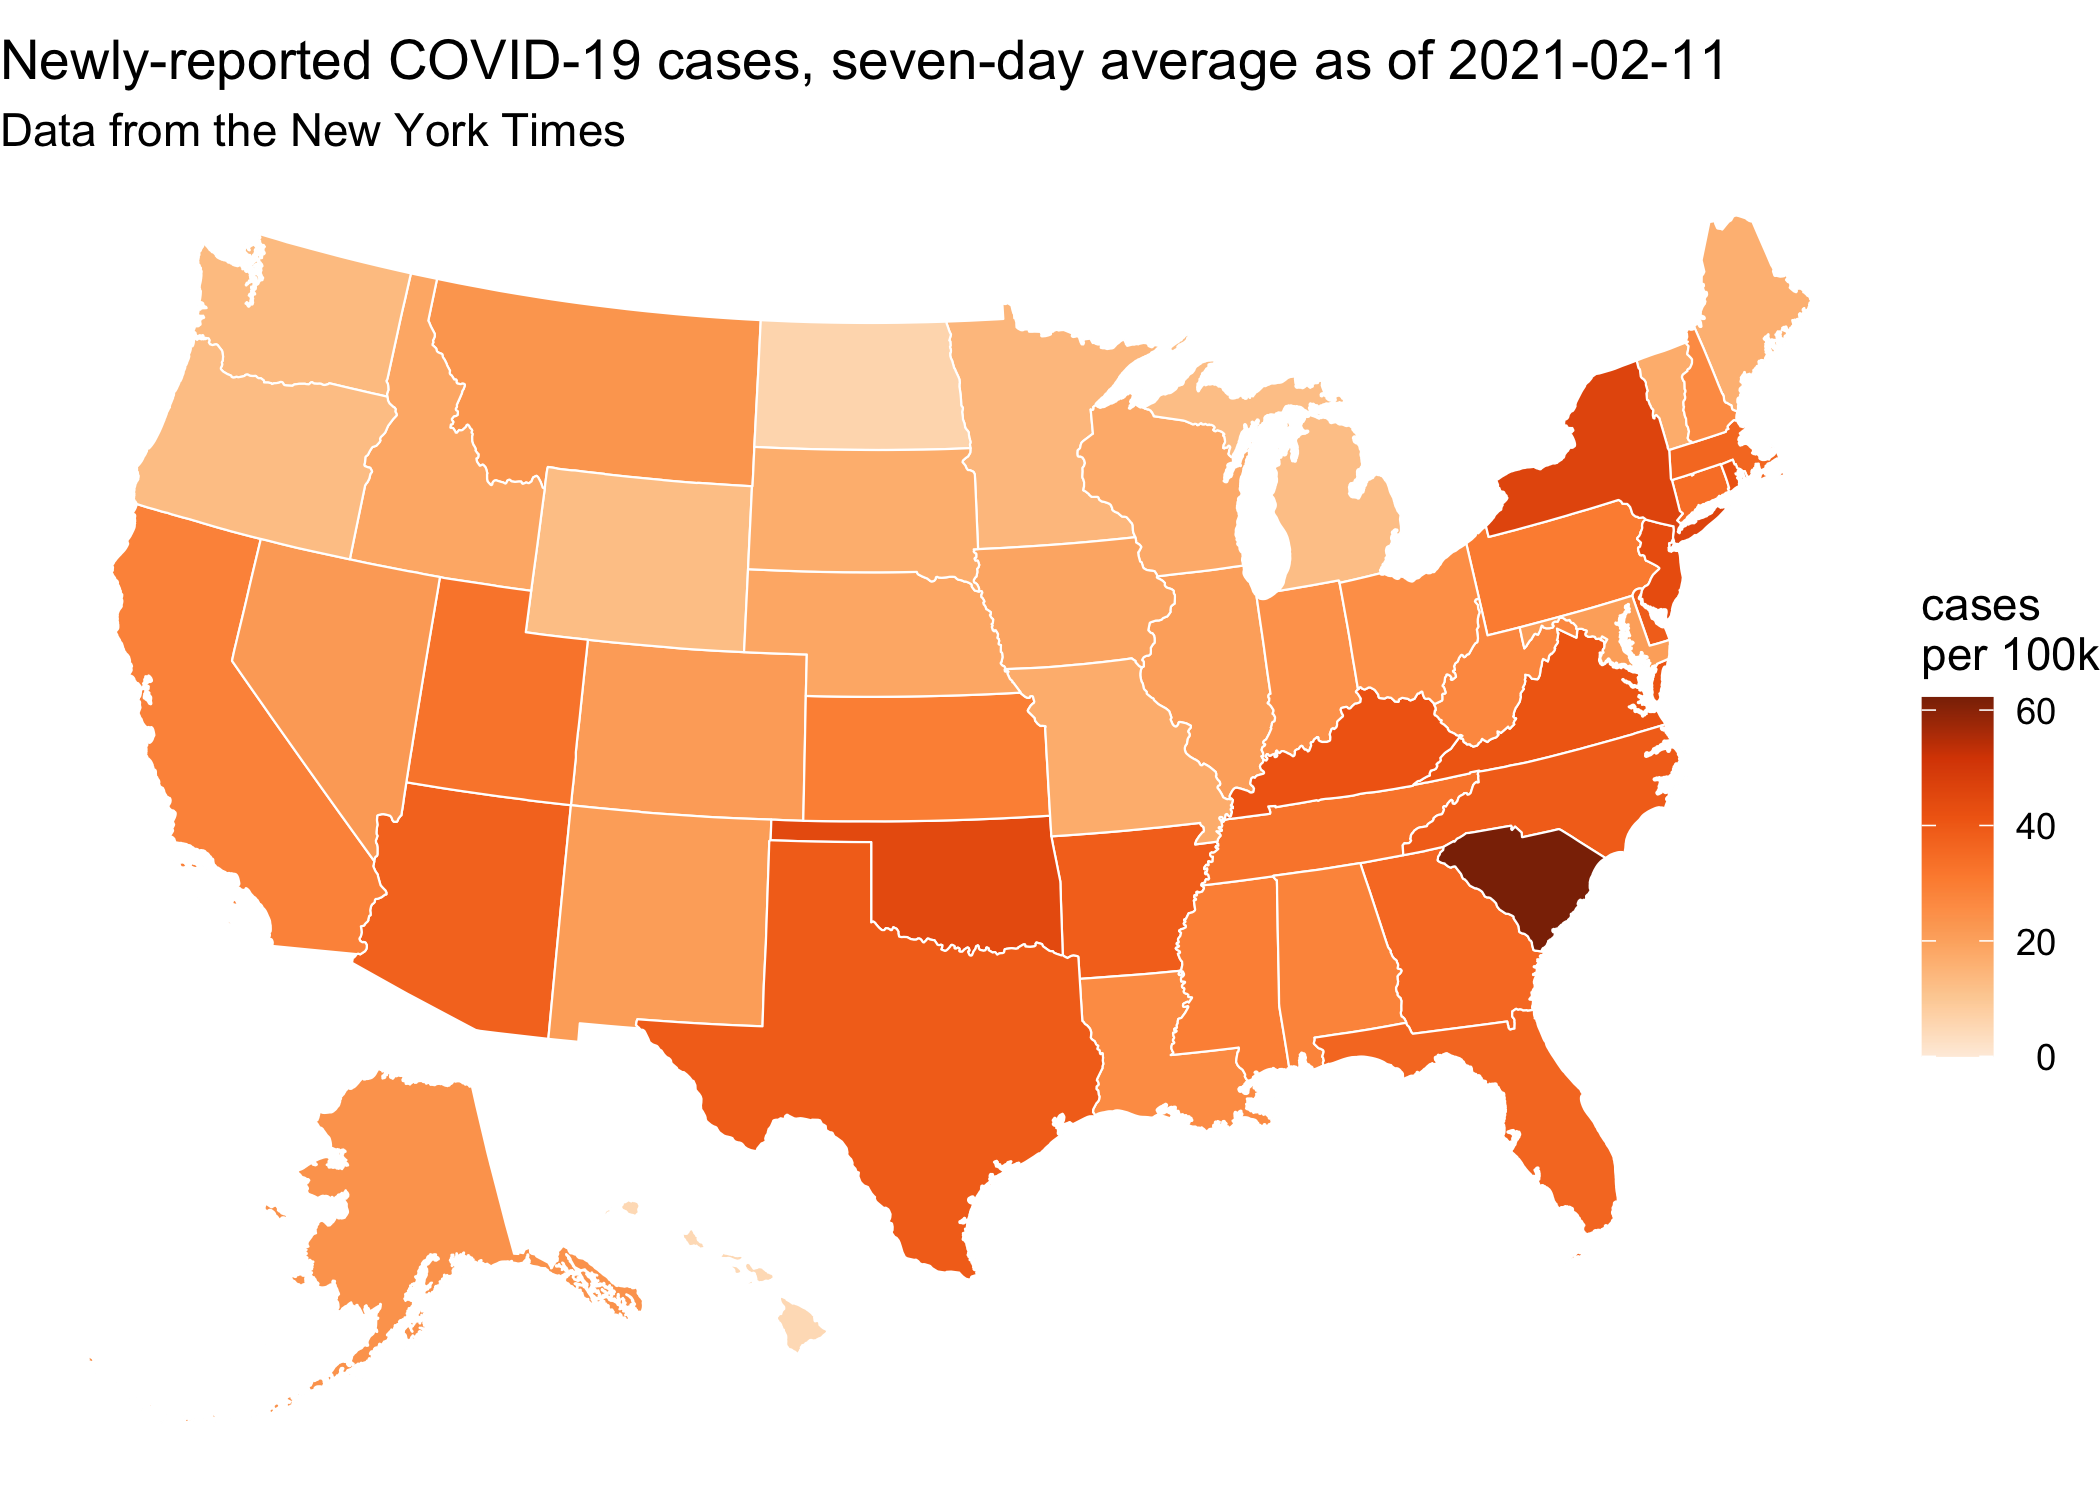 Newly-reported COVID-19 cases, seven-day average as of 2021-02-11
Data from the New York Times
cases
per 100k
60
40
20
0